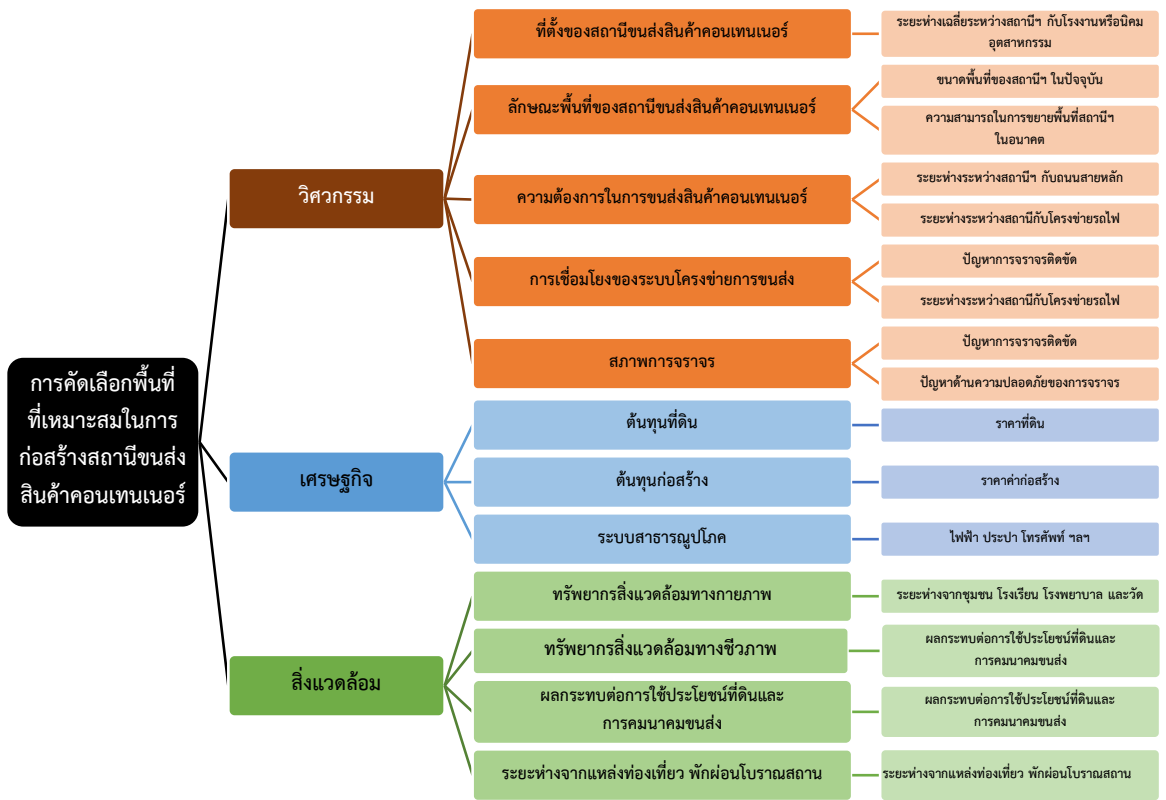 การคัดเลือกพื้นที่
ที่เหมาะสมในการ
ก่อสร้างสถานีขนส่ง
สินค้าคอนเทนเนอร์
วิศวกรรม
ที่ตั้งของสถานีขนส่งสินค้าคอนเทนเนอร์
ระยะห่างเฉลี่ยระหว่างสถานีฯ กับโรงงานหรือนิคม
อุตสาหกรรม
ลักษณะพื้นที่ของสถานีขนส่งสินค้าคอนเทนเนอร์
ขนาดพื้นที่ของสถานีฯ ในปัจจุบัน
ความสามารถในการขยายพื้นที่สถานีฯ
ในอนาคต
ความต้องการในการขนส่งสินค้าคอนเทนเนอร์
ระยะห่างระหว่างสถานีฯ กับถนนสายหลัก
ระยะห่างระหว่างสถานีกับโครงข่ายรถไฟ
การเชื่อมโยงของระบบโครงข่ายการขนส่ง
ปัญหาการจราจรติดขัด
ระยะห่างระหว่างสถานีกับโครงข่ายรถไฟ
สภาพการจราจร
ปัญหาการจราจรติดขัด
ปัญหาด้านความปลอดภัยของการจราจร
เศรษฐกิจ
ต้นทุนที่ดิน
ราคาที่ดิน
ต้นทุนก่อสร้าง
ราคาค่าก่อสร้าง
ระบบสาธารณูปโภค
ไฟฟ้า ประปา โทรศัพท์ ฯลฯ
สิ่งแวดล้อม
ทรัพยากรสิ่งแวดล้อมทางกายภาพ
ระยะห่างจากชุมชน โรงเรียน โรงพยาบาล และวัด
ทรัพยากรสิ่งแวดล้อมทางชีวภาพ
ผลกระทบต่อการใช้ประโยชน์ที่ดินและ
การคมนาคมขนส่ง
ผลกระทบต่อการใช้ประโยชน์ที่ดินและ
การคมนาคมขนส่ง
ผลกระทบต่อการใช้ประโยชน์ที่ดินและ
การคมนาคมขนส่ง
ระยะห่างจากแหล่งท่องเที่ยว พักผ่อนโบราณสถาน
ระยะห่างจากแหล่งท่องเที่ยว พักผ่อนโบราณสถาน